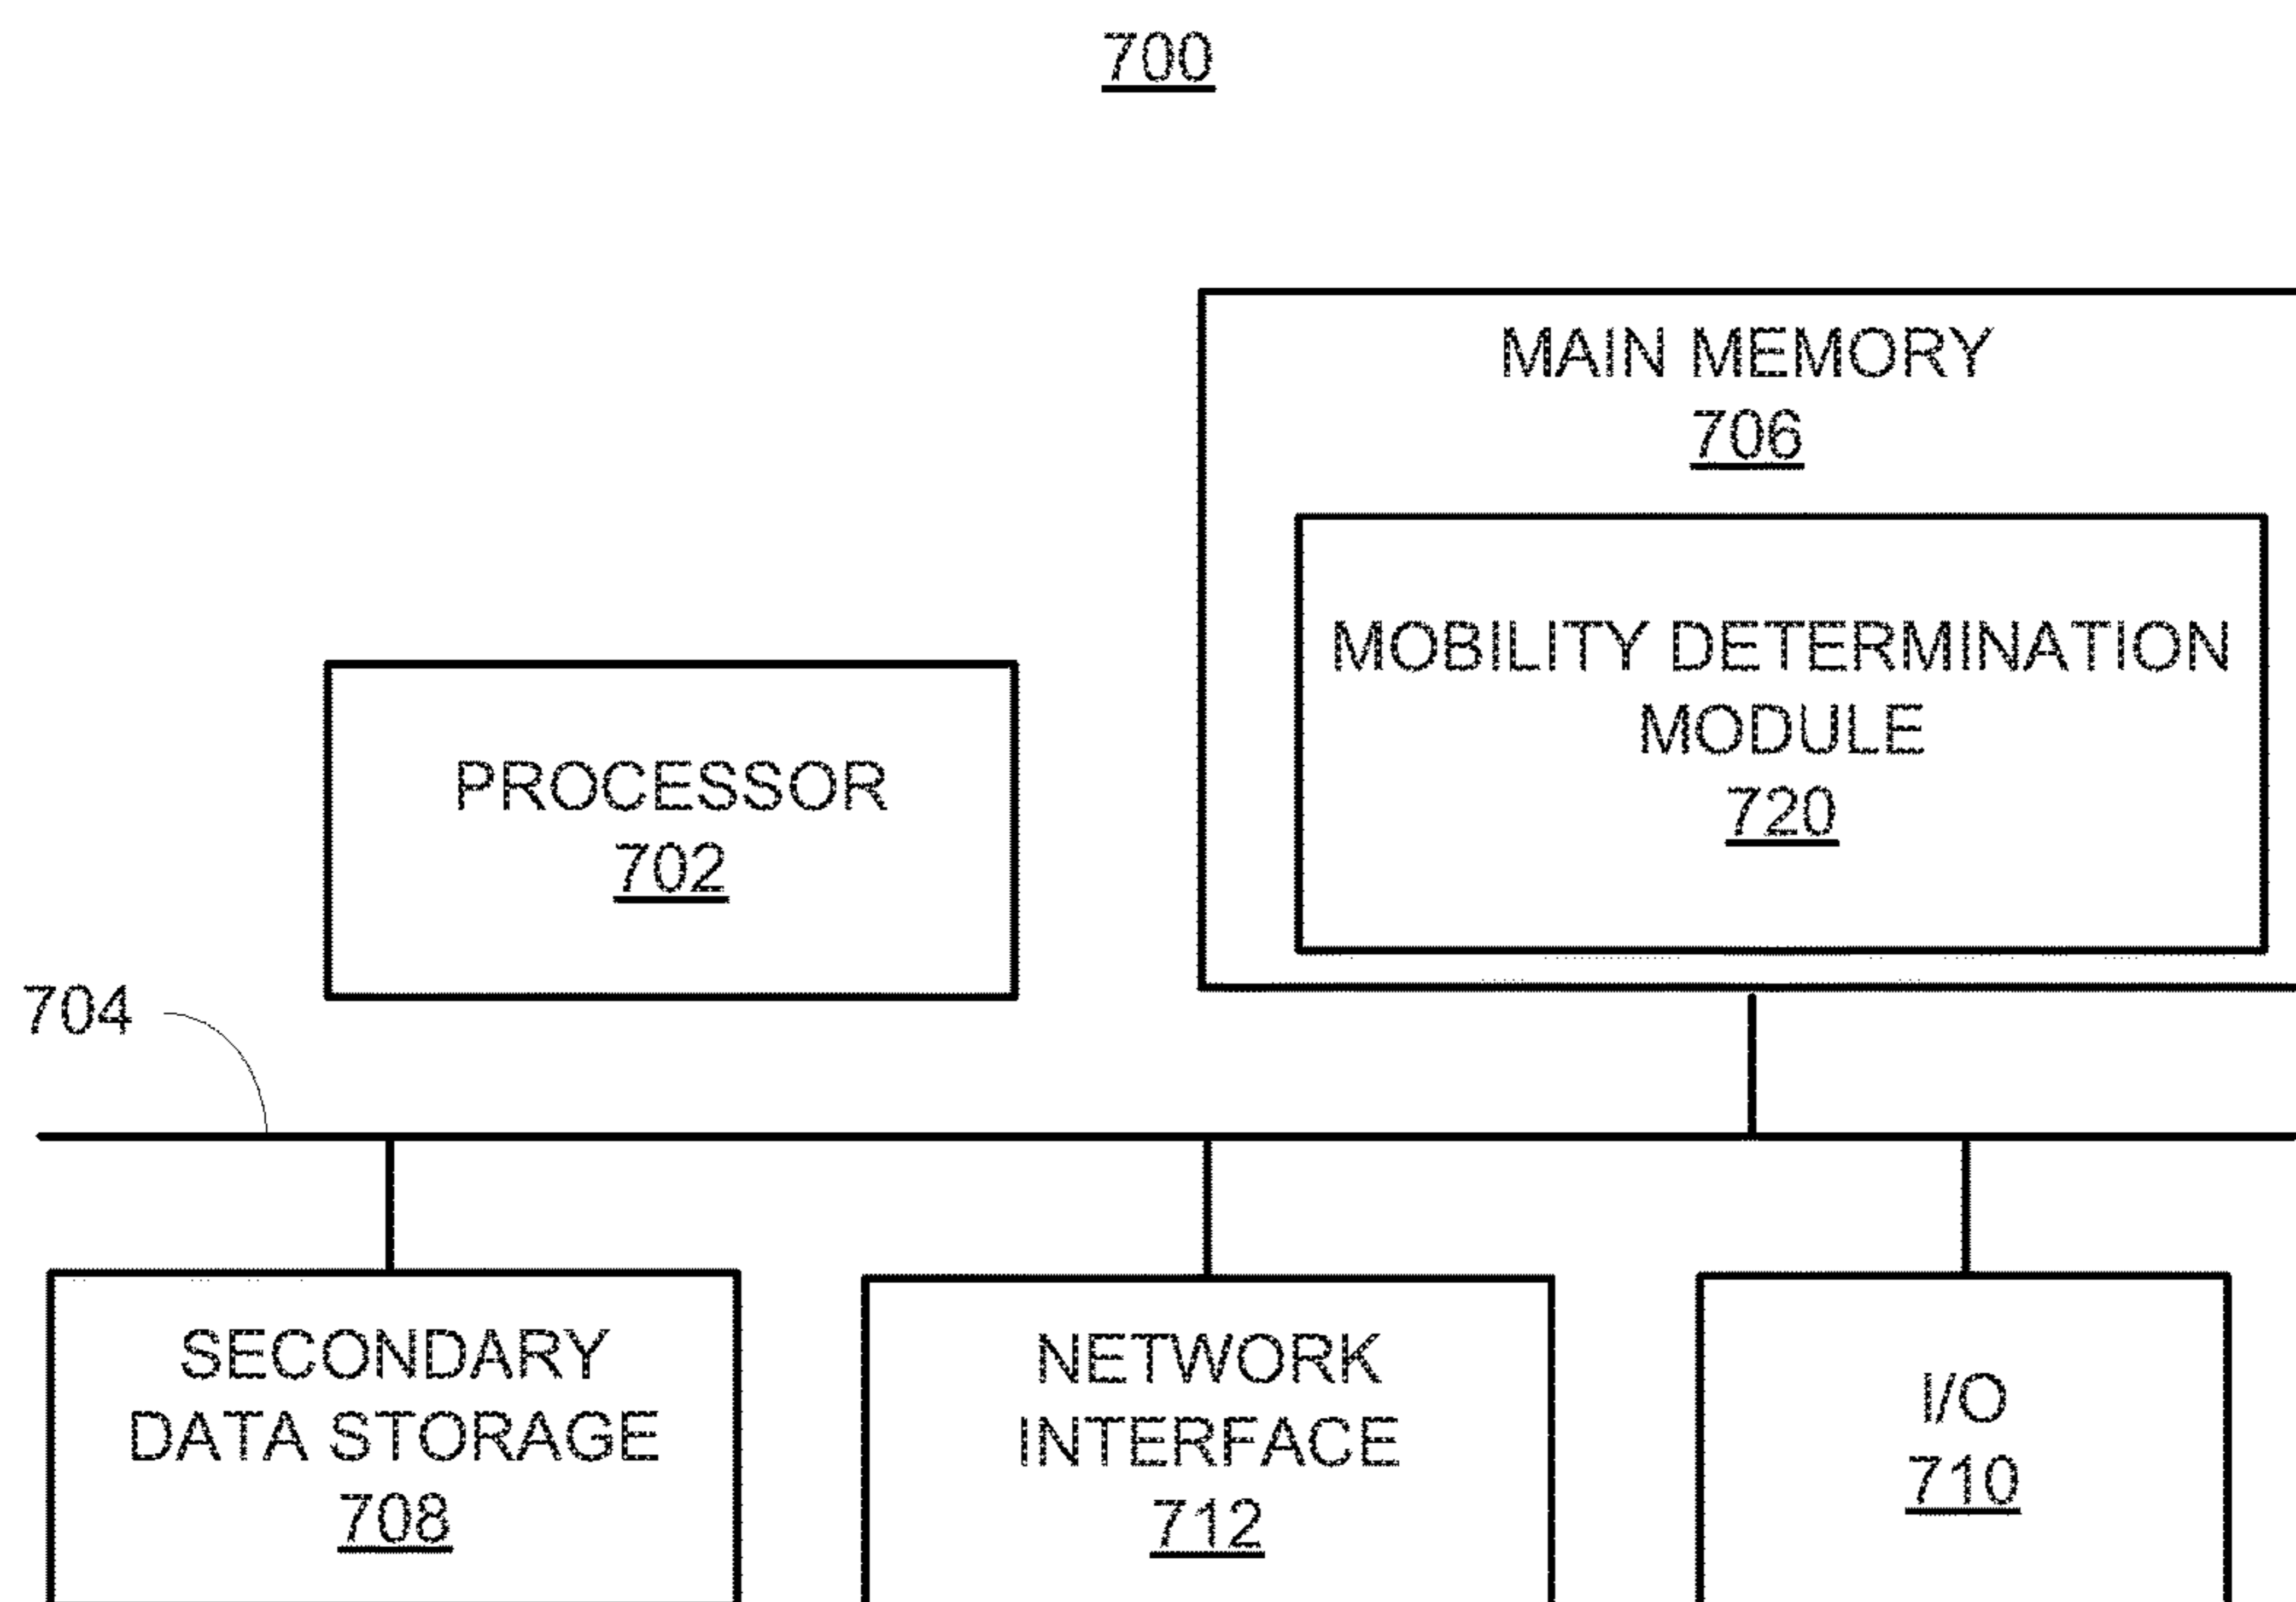 700
MAIN MEMORY
706
MOBILITY DETERMINATION
MODULE
720
PROCESSOR
702
704
SECONDARY
DATA STORAGE
708
NETWORK
INTERFACE
712
I/O
710